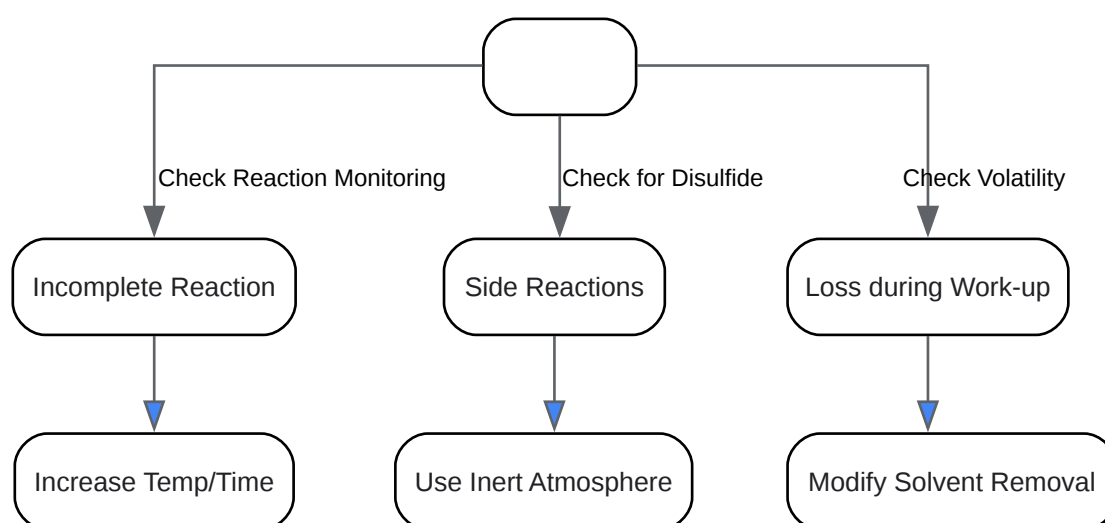 Check Reaction Monitoring
Check for Disulfide
Check Volatility
Incomplete Reaction
Side Reactions
Loss during Work-up
Increase Temp/Time
Use Inert Atmosphere
Modify Solvent Removal